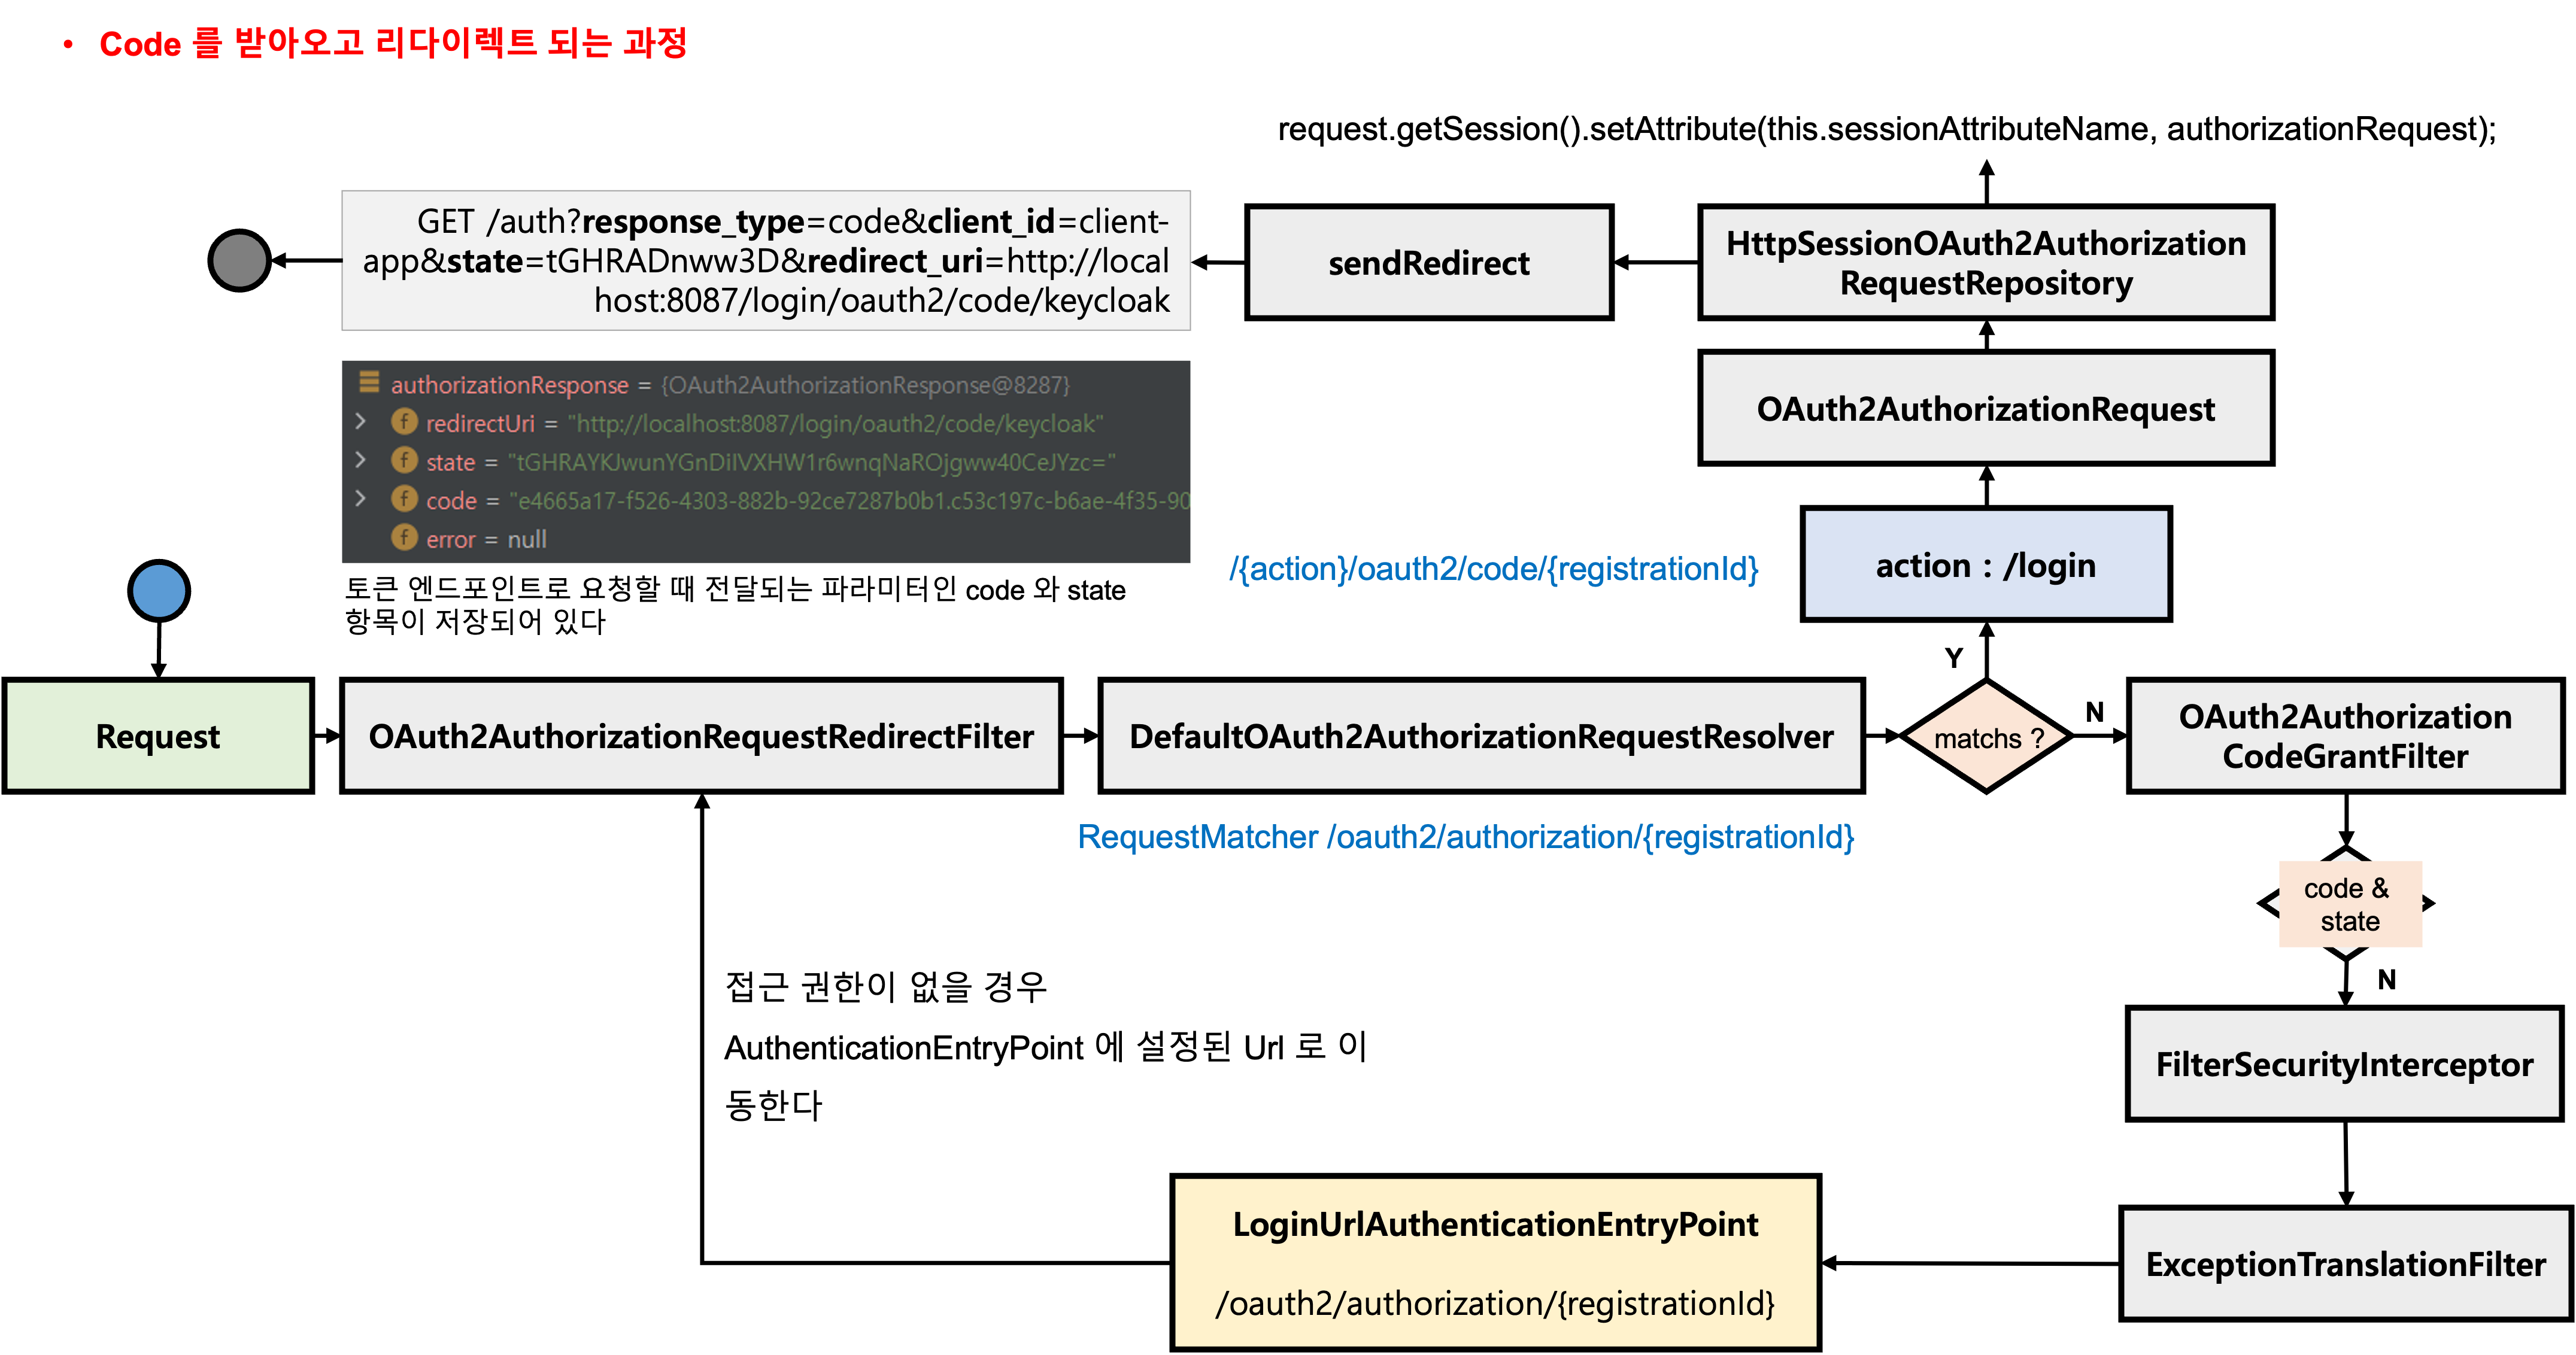 • Code 를 받아오고 리다이렉트 되는 과정
request.getSession().setAttribute(this.sessionAttributeName, authorizationRequest);
GET /auth?response_type=code&client_id=client-
app&state=tGHRADnww3D&redirect_uri=http://local
host:8087/login/oauth2/code/keycloak
sendRedirect
HttpSessionOAuth2Authorization
RequestRepository
authorizationResponse = {OAuth2AuthorizationResponse@8287}
f redirectUri = "http://localhost:8087/login/oauth2/code/keycloak"
f state = "tGHRAYKJwunYGnDiIVXHW1r6wnqNaROjgww40CeJYzc="
f code = "e4665a17-f526-4303-882b-92ce7287b0b1.c53c197c-b6ae-4f35-90
f error = null
토큰 엔드포인트로 요청할 때 전달되는 파라미터인 code 와 state
항목이 저장되어 있다
OAuth2AuthorizationRequest
/{action}/oauth2/code/{registrationId}
action : /login
Y
Request
OAuth2AuthorizationRequestRedirectFilter
DefaultOAuth2AuthorizationRequestResolver
matchs ?
N
OAuth2Authorization
CodeGrantFilter
RequestMatcher /oauth2/authorization/{registrationId}
code &
state
N
접근 권한이 없을 경우
AuthenticationEntryPoint 에 설정된 Url 로 이
동한다
FilterSecurityInterceptor
LoginUrlAuthenticationEntryPoint
/oauth2/authorization/{registrationId}
ExceptionTranslationFilter